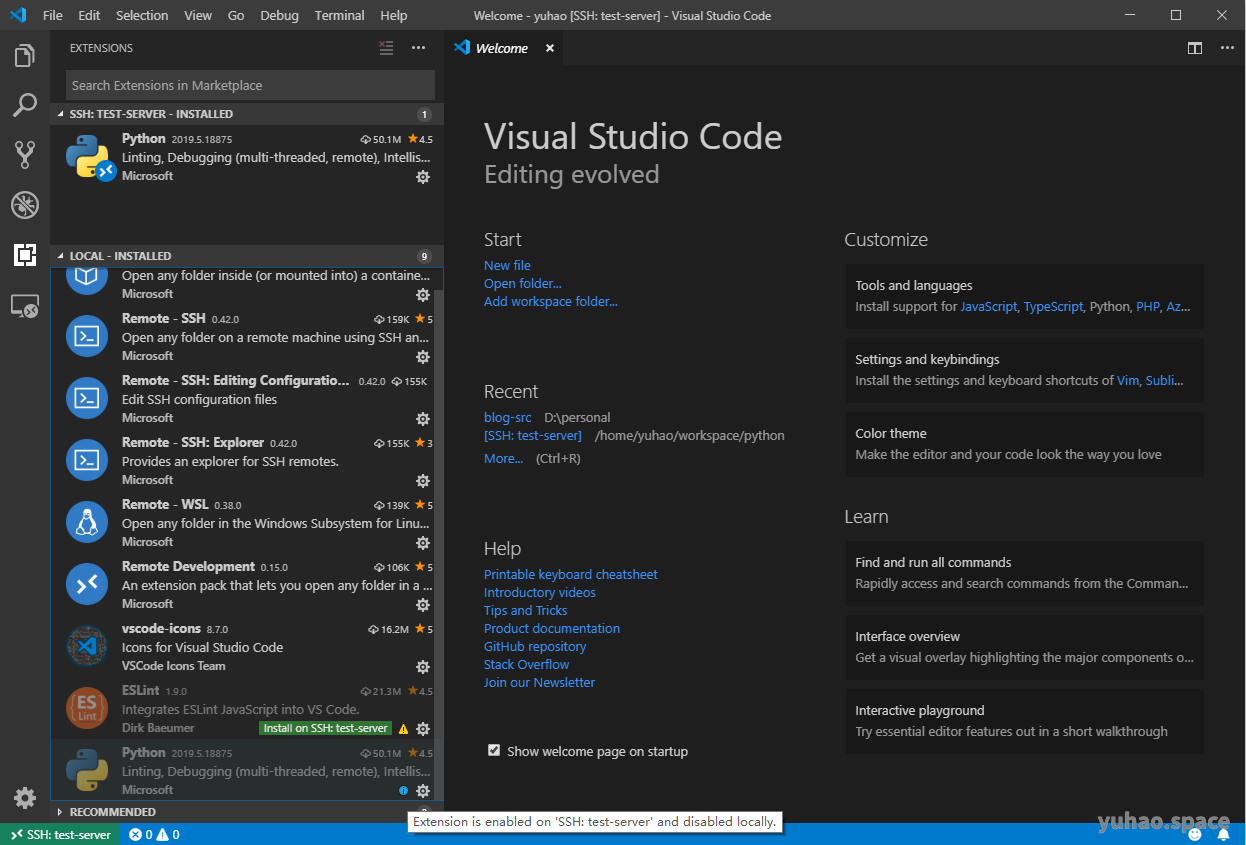 File Edit Selection View Go Debug Terminal Help
Welcome - yuhao [SSH: test-server] - Visual Studio Code
EXTENSIONS
Search Extensions in Marketplace
SSH: TEST-SERVER - INSTALLED 1
Python 2019.5.18875 50.1M 4.5
Linting, Debugging (multi-threaded, remote), Intellis...
Microsoft
LOCAL - INSTALLED 9
Open any folder inside (or mounted into) a containe...
Microsoft
Remote - SSH 0.42.0 159K 5
Open any folder on a remote machine using SSH an...
Microsoft
Remote - SSH: Editing Configuratio... 0.42.0 155K
Edit SSH configuration files
Microsoft
Remote - SSH: Explorer 0.42.0 155K 3
Provides an explorer for SSH remotes.
Microsoft
Remote - WSL 0.38.0 139K 5
Open any folder in the Windows Subsystem for Linu...
Microsoft
Remote Development 0.15.0 106K 5
An extension pack that lets you open any folder in a ...
Microsoft
vscode-icons 8.7.0 16.2M 5
Icons for Visual Studio Code
VSCode Icons Team
ES
Lint
ESLint 1.9.0 21.3M 4.5
Integrates ESLint JavaScript into VS Code.
Dirk Baeumer Install on SSH: test-server
Python 2019.5.18875 50.1M 4.5
Linting, Debugging (multi-threaded, remote), Intellis...
Microsoft
RECOMMENDED
Welcome
Visual Studio Code
Editing evolved
Start
New file
Open folder...
Add workspace folder...
Recent
blog-src D:\personal
[SSH: test-server] /home/yuhao/workspace/python
More... (Ctrl+R)
Help
Printable keyboard cheatsheet
Introductory videos
Tips and Tricks
Product documentation
GitHub repository
Stack Overflow
Join our Newsletter
Show welcome page on startup
Customize
Tools and languages
Install support for JavaScript, TypeScript, Python, PHP, Az...
Settings and keybindings
Install the settings and keyboard shortcuts of Vim, Subli...
Color theme
Make the editor and your code look the way you love
Learn
Find and run all commands
Rapidly access and search commands from the Comman...
Interface overview
Get a visual overlay highlighting the major components o...
Interactive playground
Try essential editor features out in a short walkthrough
Extension is enabled on 'SSH: test-server' and disabled locally.
SSH: test-server 0 0
yuhao.space